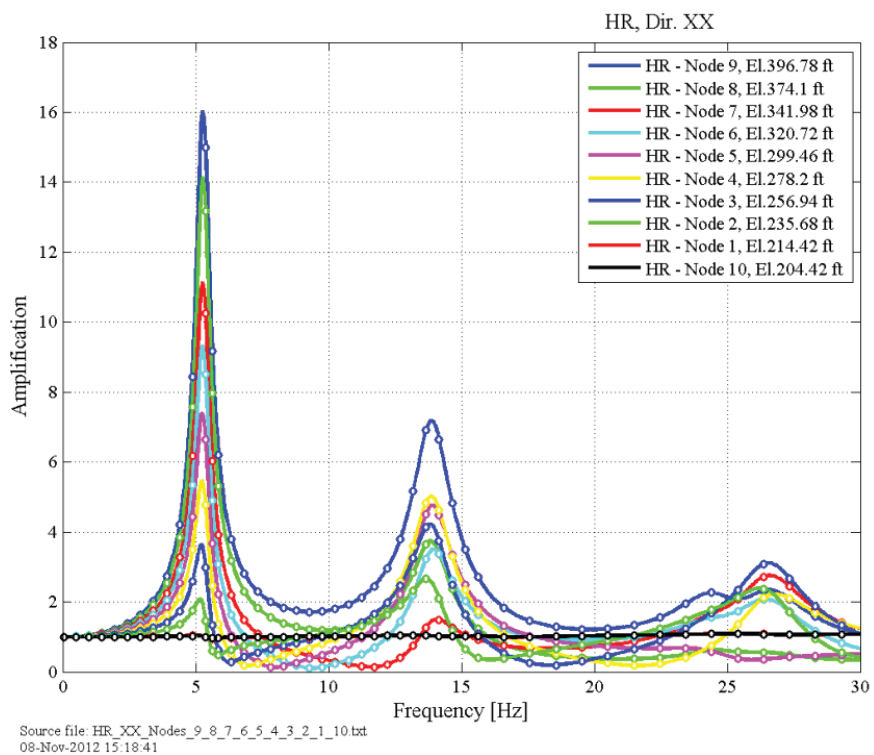 HR, Dir. XX
18
16
14
12
10
8
6
4
2
0
Amplification
HR - Node 9, El.396.78 ft
HR - Node 8, El.374.1 ft
HR - Node 7, El.341.98 ft
HR - Node 6, El.320.72 ft
HR - Node 5, El.299.46 ft
HR - Node 4, El.278.2 ft
HR - Node 3, El.256.94 ft
HR - Node 2, El.235.68 ft
HR - Node 1, El.214.42 ft
HR - Node 10, El.204.42 ft
0 5 10 15 20 25 30
Frequency [Hz]
Source file: HR_XX_Nodes_9_8_7_6_5_4_3_2_1_10.txt
08-Nov-2012 15:18:41